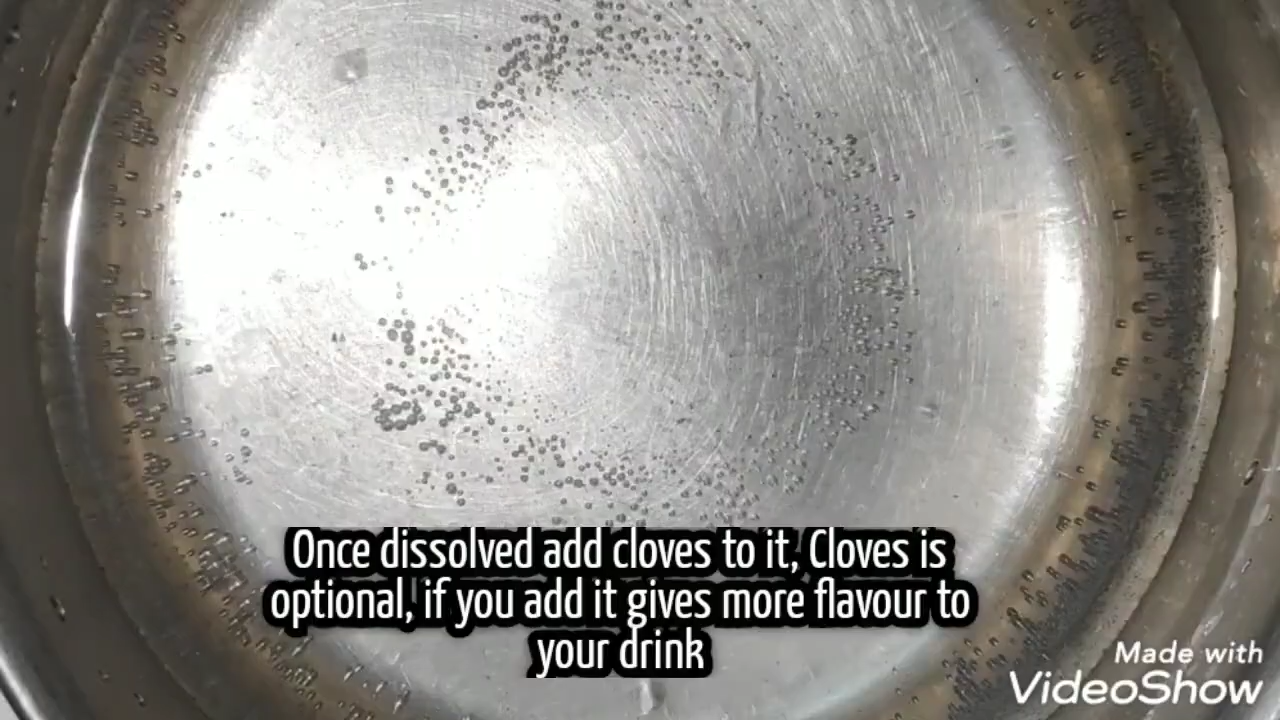 Once dissolved add cloves to it, Cloves is
optional, if you add it gives more flavour to
your drink
Made with
VideoShow